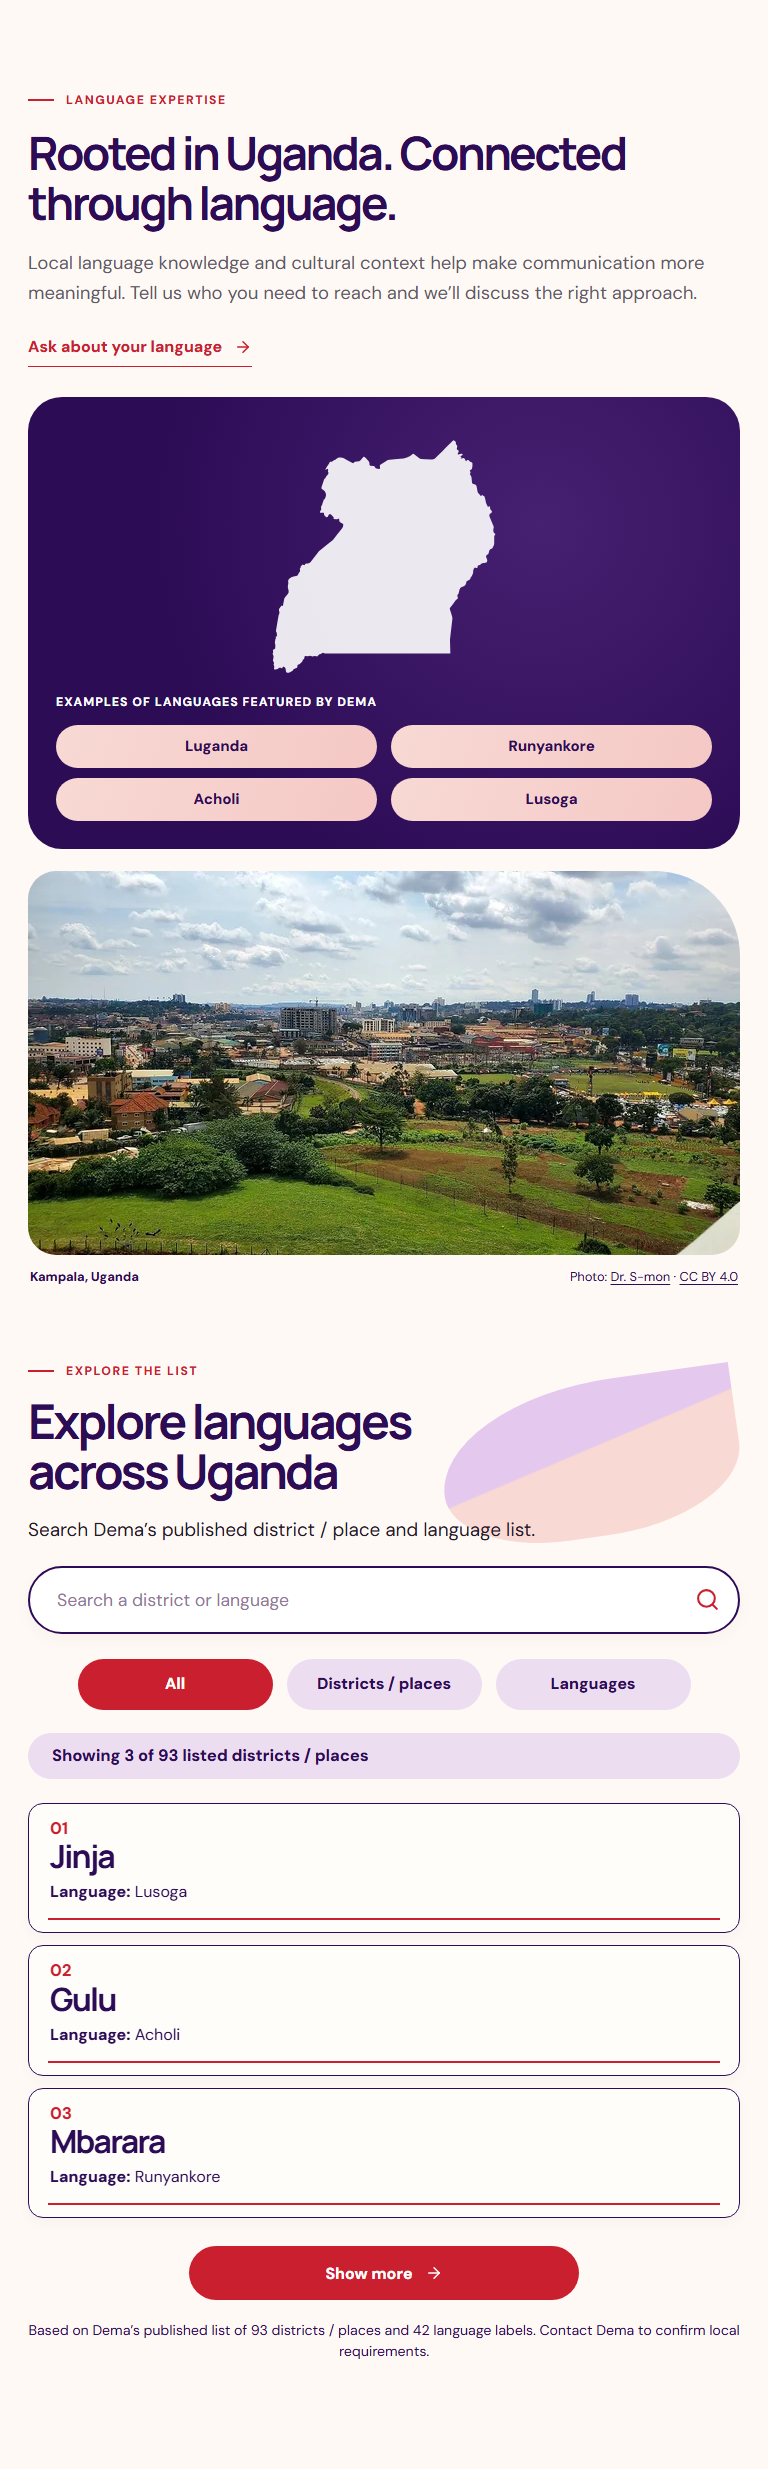 LANGUAGE EXPERTISE
Rooted in Uganda. Connected
through language.
Local language knowledge and cultural context help make communication more
meaningful. Tell us who you need to reach and we’ll discuss the right approach.
Ask about your language →
EXAMPLES OF LANGUAGES FEATURED BY DEMA
Luganda
Runyankore
Acholi
Lusoga
Kampala, Uganda
Photo: Dr. S-mon · CC BY 4.0
EXPLORE THE LIST
Explore languages
across Uganda
Search Dema’s published district / place and language list.
Search a district or language
All
Districts / places
Languages
Showing 3 of 93 listed districts / places
01
Jinja
Language: Lusoga
02
Gulu
Language: Acholi
03
Mbarara
Language: Runyankore
Show more →
Based on Dema’s published list of 93 districts / places and 42 language labels. Contact Dema to confirm local
requirements.